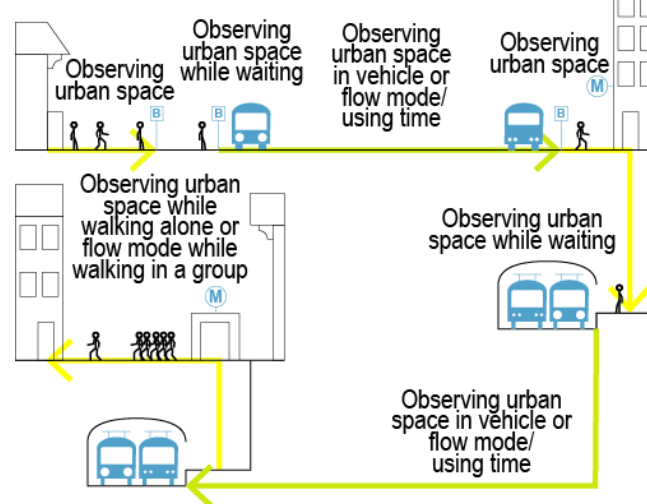 Observing
urban space
Observing
urban space
while waiting
Observing
urban space
in vehicle or
flow mode/
using time
Observing
urban space
M
B
B
B
Observing urban
space while
walking alone or
flow mode while
walking in a group
M
Observing urban
space while waiting
Observing urban
space in vehicle or
flow mode/
using time